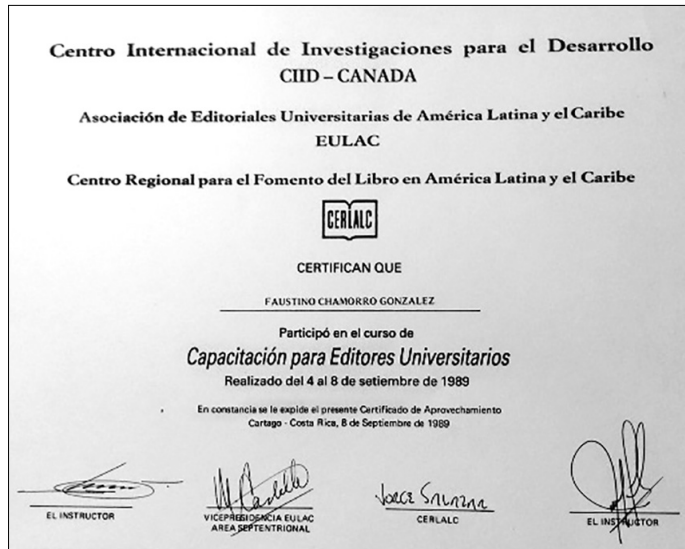 Centro Internacional de Investigaciones para el Desarrollo
CIID – CANADA
Asociación de Editoriales Universitarias de América Latina y el Caribe
EULAC
Centro Regional para el Fomento del Libro en América Latina y el Caribe
CERLALC
CERTIFICAN QUE
FAUSTINO CHAMORRO GONZALEZ
Participó en el curso de
Capacitación para Editores Universitarios
Realizado del 4 al 8 de setiembre de 1989
En constancia se le expide el presente Certificado de Aprovechamiento
Cartago - Costa Rica, 8 de Septiembre de 1989
Jorge Salazar
EL INSTRUCTOR
VICEPRESIDENCIA EULAC
AREA SEPTENTRIONAL
CERLALC
EL INSTRUCTOR